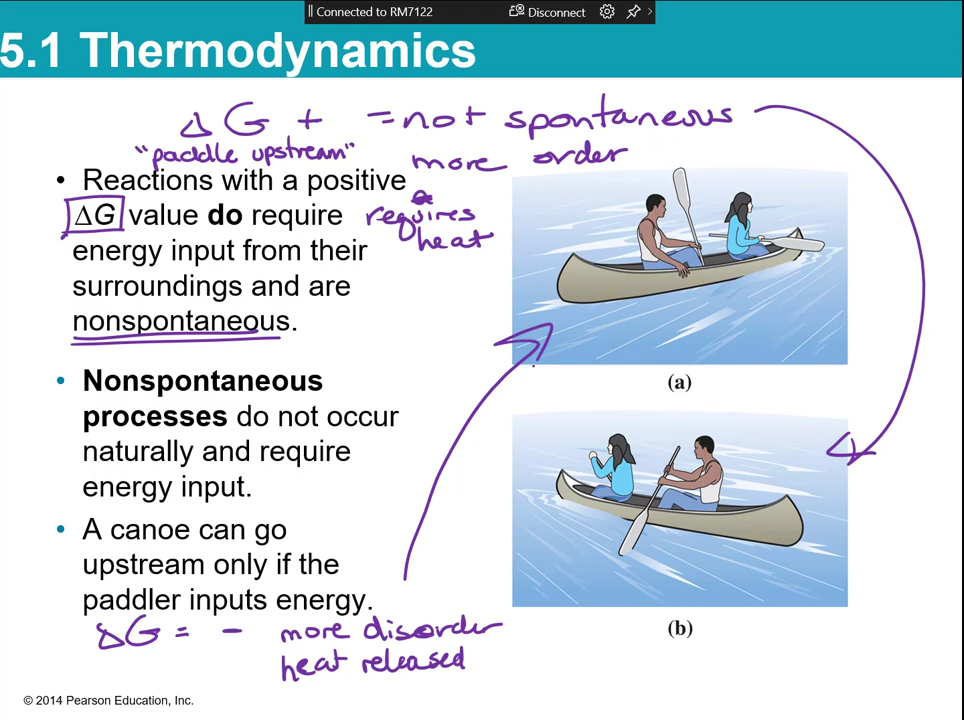 Connected to RM7122
Disconnect
5.1 Thermodynamics
Δ G + = not spontaneous
"paddle upstream"
more order
&
requires
heat
• Reactions with a positive
ΔG value do require
energy input from their
surroundings and are
nonspontaneous.
• Nonspontaneous
processes do not occur
naturally and require
energy input.
• A canoe can go
upstream only if the
paddler inputs energy.
(a)
(b)
ΔG = - more disorder
heat released
© 2014 Pearson Education, Inc.